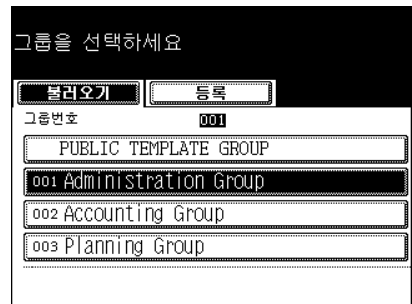 그룹을 선택하세요
불러오기 등록
그룹번호 001
PUBLIC TEMPLATE GROUP
001 Administration Group
002 Accounting Group
003 Planning Group